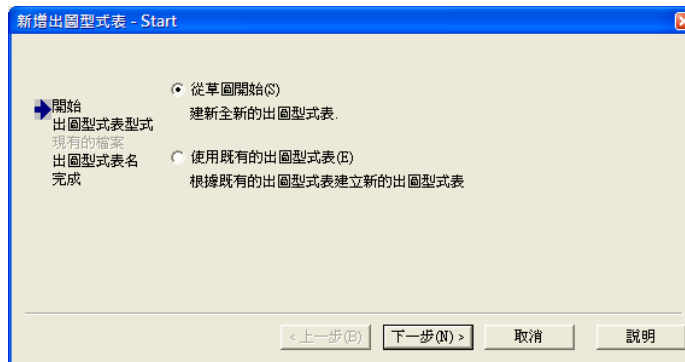 新增出圖型式表 - Start
從草圖開始(S)
建新全新的出圖型式表.
開始
出圖型式表型式
現有的檔案
出圖型式表名
完成
使用既有的出圖型式表(E)
根據既有的出圖型式表建立新的出圖型式表
<上一步(B)
下一步(N) >
取消
說明